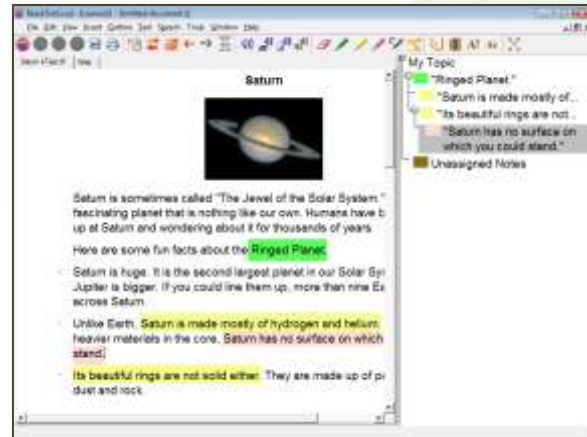 File Edit View
Saturn
Saturn is sometimes called "The Jewel of the Solar System."
fascinating planet that is nothing like our own. Humans have b
up at Saturn and wondering about it for thousands of years.
Here are some fun facts about the Ringed Planet.
Saturn is huge. It is the second largest planet in our Solar Sy
Jupiter is bigger. If you could line them up, more than nine Ea
across Saturn.
Unlike Earth, Saturn is made mostly of hydrogen and helium
heavier materials in the core. Saturn has no surface on which
stand.
Its beautiful rings are not solid either. They are made up of p
dust and rock.
My Topic
"Ringed Planet."
"Saturn is made mostly of...
"Its beautiful rings are not...
"Saturn has no surface on
which you could stand."
Unassigned Notes